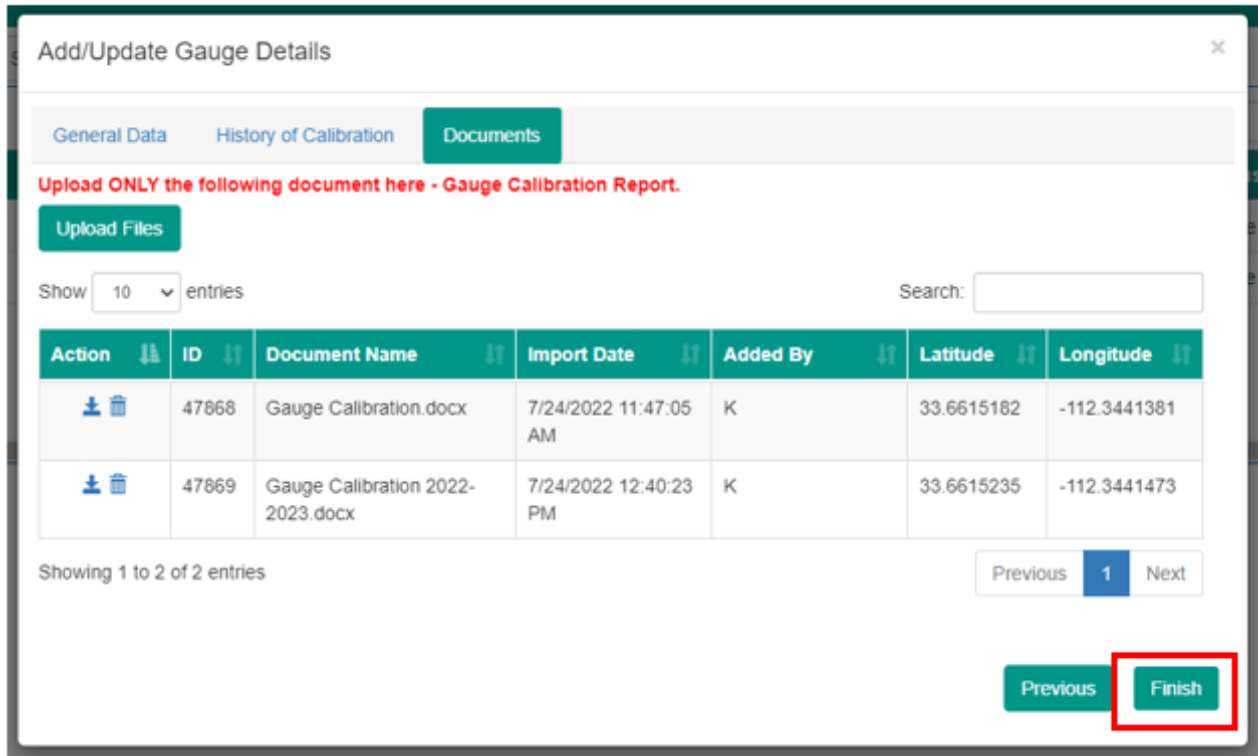 Add/Update Gauge Details ×
General Data History of Calibration Documents
Upload ONLY the following document here - Gauge Calibration Report.
Upload Files
Show 10 entries Search:
Action ID Document Name Import Date Added By Latitude Longitude
47868 Gauge Calibration.docx 7/24/2022 11:47:05 K 33.6615182 -112.3441381
AM
47869 Gauge Calibration 2022- 7/24/2022 12:40:23 K 33.6615235 -112.3441473
2023.docx PM
Showing 1 to 2 of 2 entries Previous 1 Next
Previous Finish